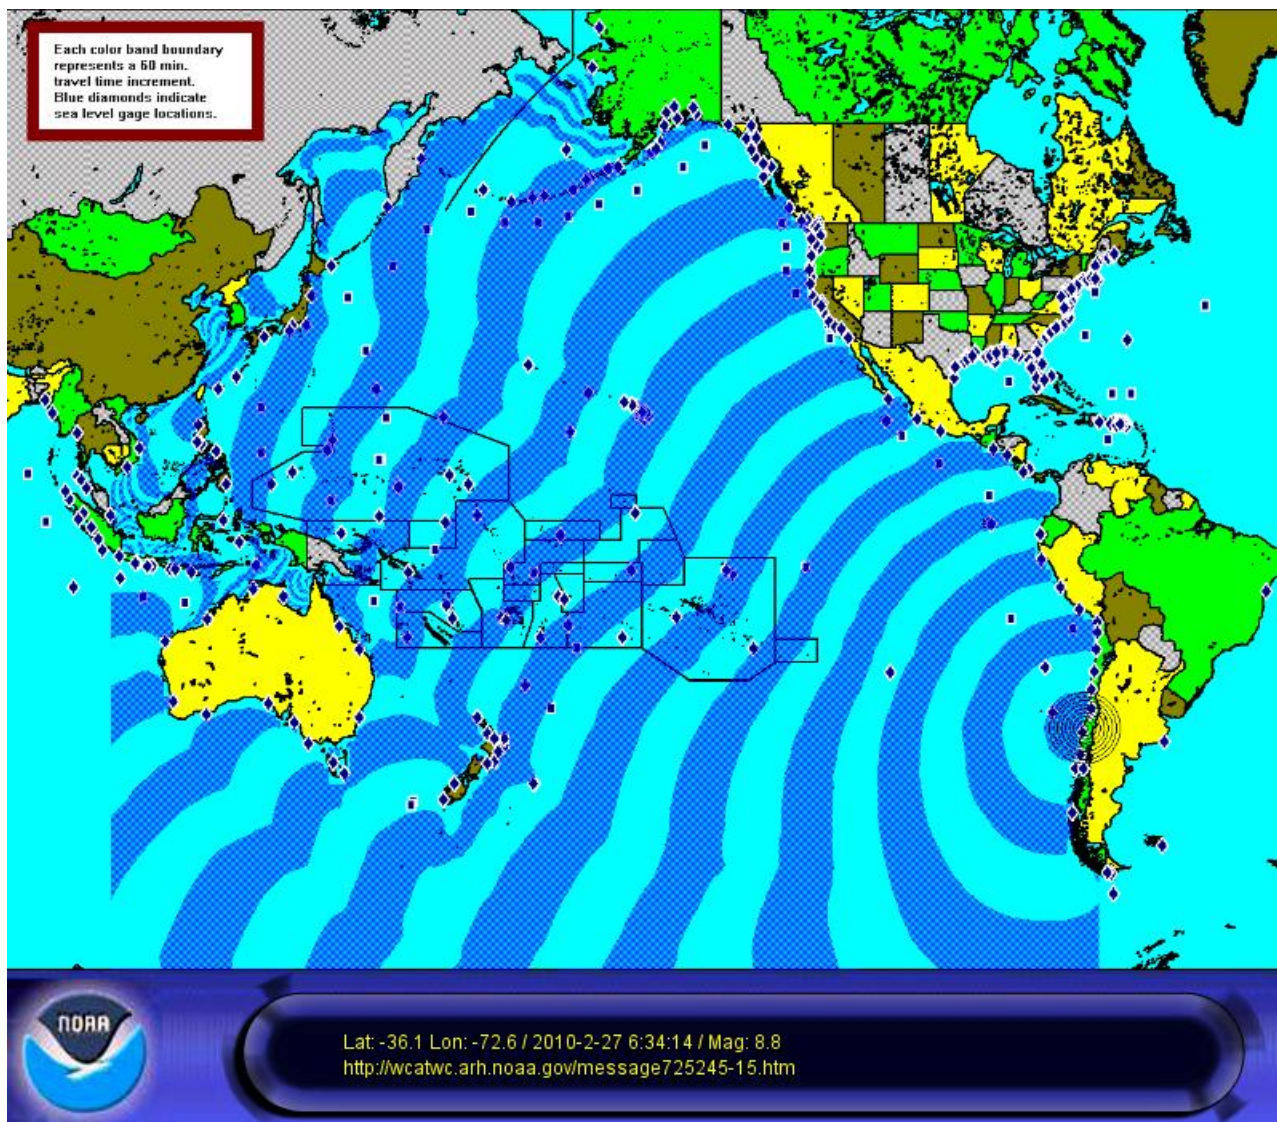 Each color band boundary
represents a 60 min.
travel time increment.
Blue diamonds indicate
sea level gage locations.
NOAA
Lat: -36.1 Lon: -72.6 / 2010-2-27 6:34:14 / Mag: 8.8
http://wcatwc.arh.noaa.gov/message725245-15.htm